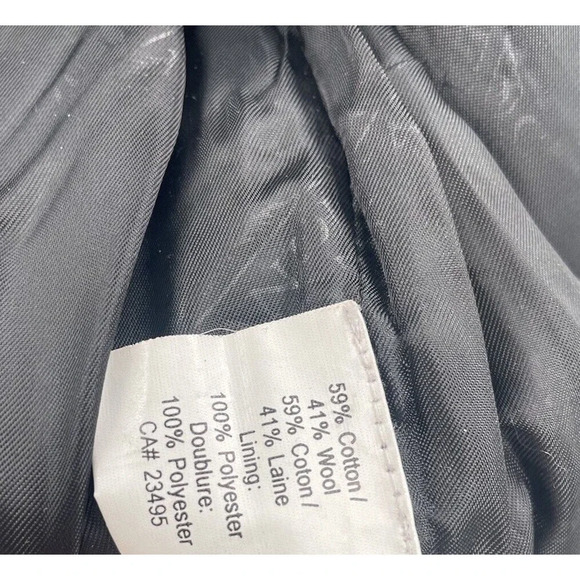 59% Cotton /
41% Wool
59% Coton /
41% Laine
Lining:
100% Polyester
Doublure:
100% Polyester
CA# 23495